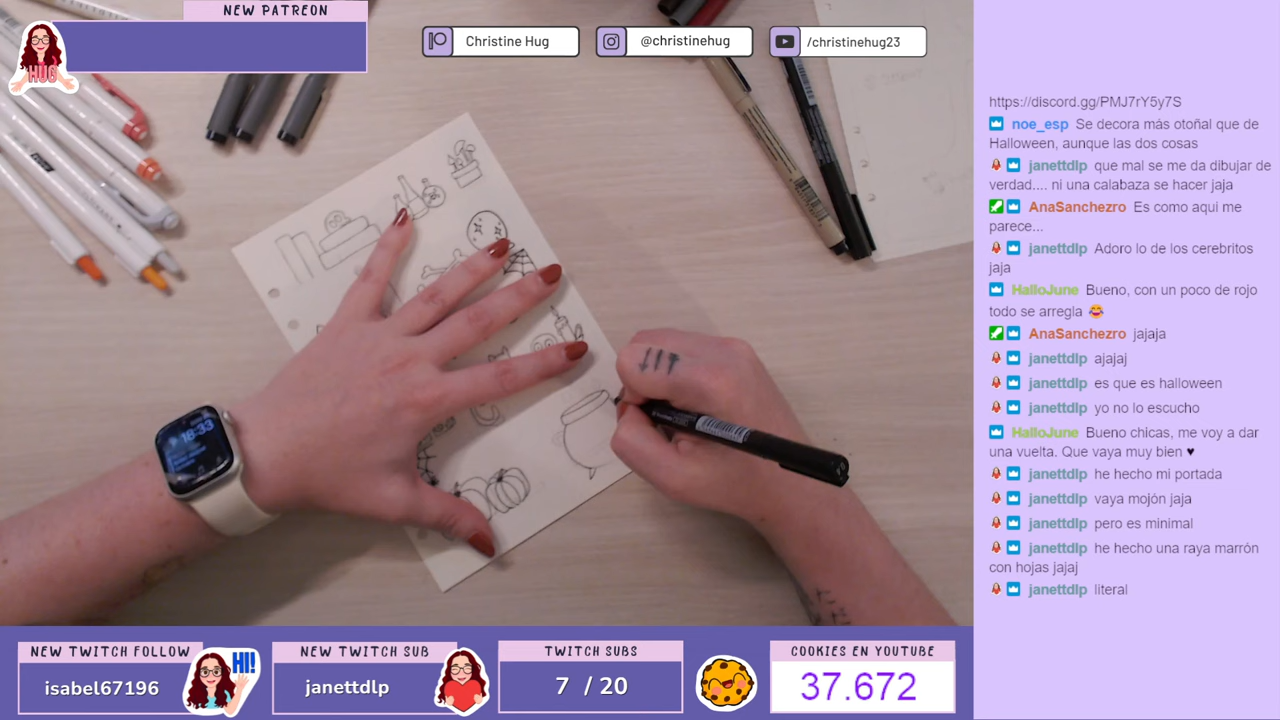 NEW PATREON
HUG
Christine Hug
@christinehug
/christinehug23
18:33
https://discord.gg/PMJ7rY5y7S
noe_esp Se decora más otoñal que de
Halloween, aunque las dos cosas
janettdlp que mal se me da dibujar de
verdad.... ni una calabaza se hacer jaja
AnaSanchezro Es como aqui me
parece...
janettdlp Adoro lo de los cerebritos
jaja
HalloJune Bueno, con un poco de rojo
todo se arregla 😂
AnaSanchezro jajaja
janettdlp ajajaj
janettdlp es que es halloween
janettdlp yo no lo escucho
HalloJune Bueno chicas, me voy a dar
una vuelta. Que vaya muy bien ♥
janettdlp he hecho mi portada
janettdlp vaya mojón jaja
janettdlp pero es minimal
janettdlp he hecho una raya marrón
con hojas jajaj
janettdlp literal
NEW TWITCH FOLLOW
isabel67196
HI!
NEW TWITCH SUB
janettdlp
TWITCH SUBS
7 / 20
COOKIES EN YOUTUBE
37.672